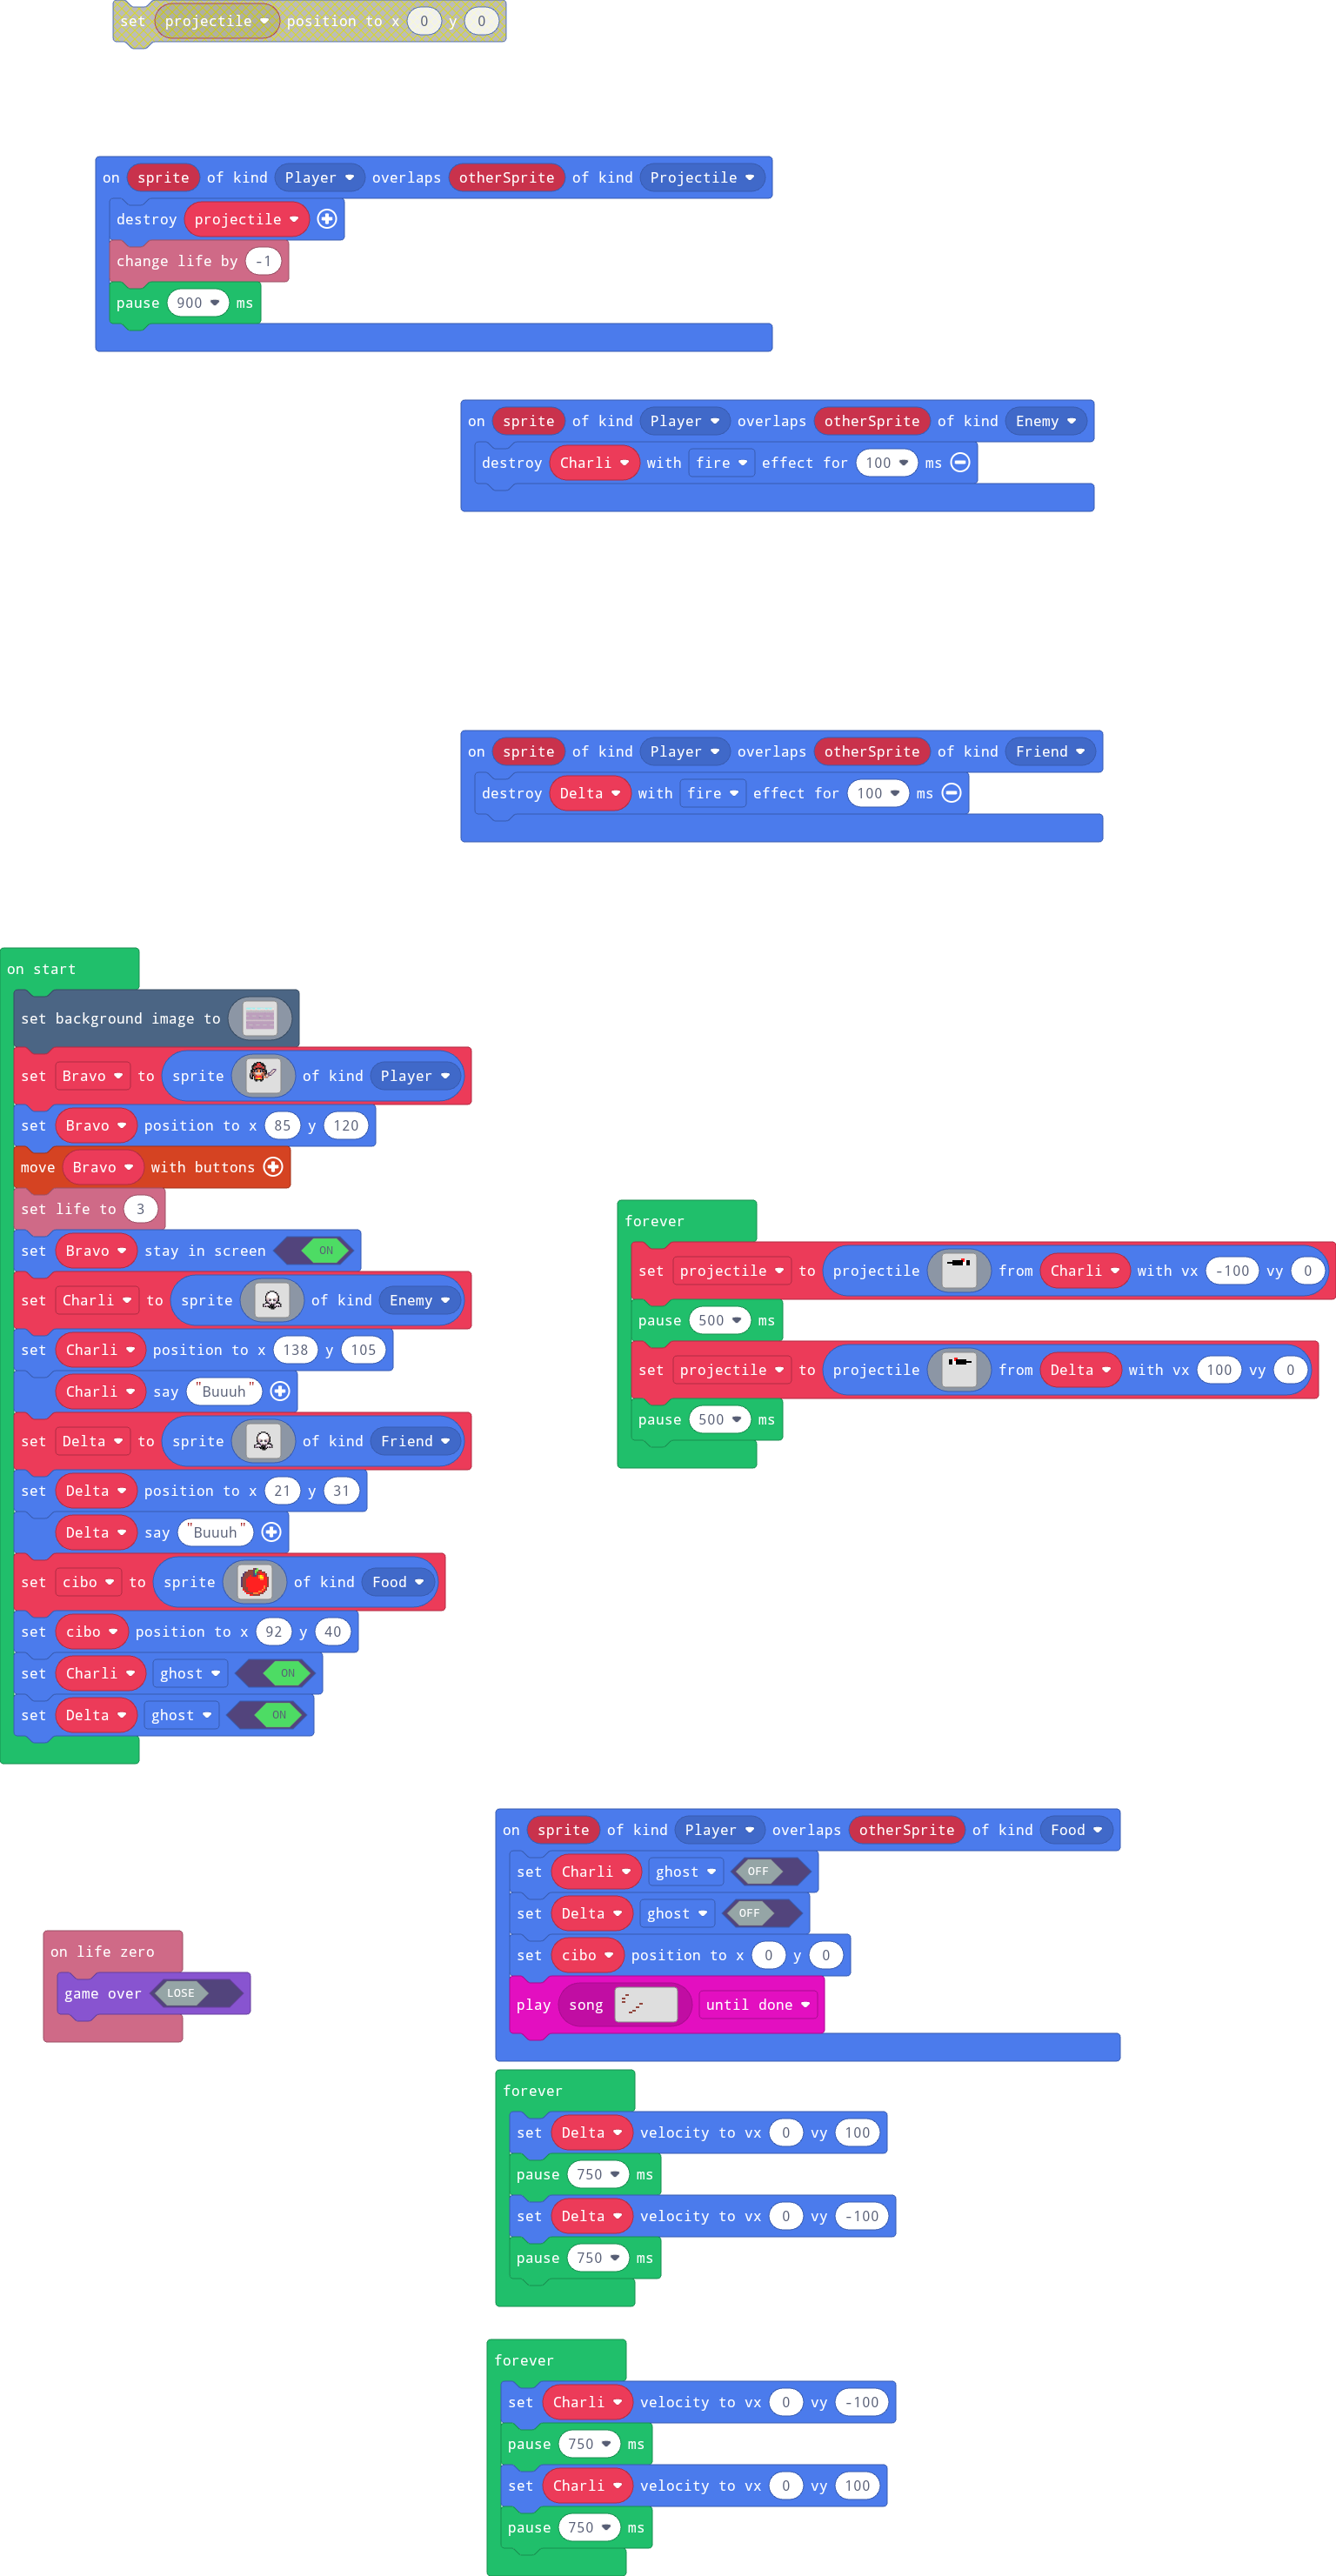 set projectile position to x 0 y 0
on sprite of kind Player overlaps otherSprite of kind Projectile
destroy projectile
change life by -1
pause 900 ms
on sprite of kind Player overlaps otherSprite of kind Enemy
destroy Charli with fire effect for 100 ms
on sprite of kind Player overlaps otherSprite of kind Friend
destroy Delta with fire effect for 100 ms
on start
set background image to
set Bravo to sprite of kind Player
set Bravo position to x 85 y 120
move Bravo with buttons
set life to 3
set Bravo stay in screen ON
set Charli to sprite of kind Enemy
set Charli position to x 138 y 105
Charli say "Buuuh"
set Delta to sprite of kind Friend
set Delta position to x 21 y 31
Delta say "Buuuh"
set cibo to sprite of kind Food
set cibo position to x 92 y 40
set Charli ghost ON
set Delta ghost ON
forever
set projectile to projectile from Charli with vx -100 vy 0
pause 500 ms
set projectile to projectile from Delta with vx 100 vy 0
pause 500 ms
on sprite of kind Player overlaps otherSprite of kind Food
set Charli ghost OFF
set Delta ghost OFF
set cibo position to x 0 y 0
play song until done
on life zero
game over LOSE
forever
set Delta velocity to vx 0 vy 100
pause 750 ms
set Delta velocity to vx 0 vy -100
pause 750 ms
forever
set Charli velocity to vx 0 vy -100
pause 750 ms
set Charli velocity to vx 0 vy 100
pause 750 ms